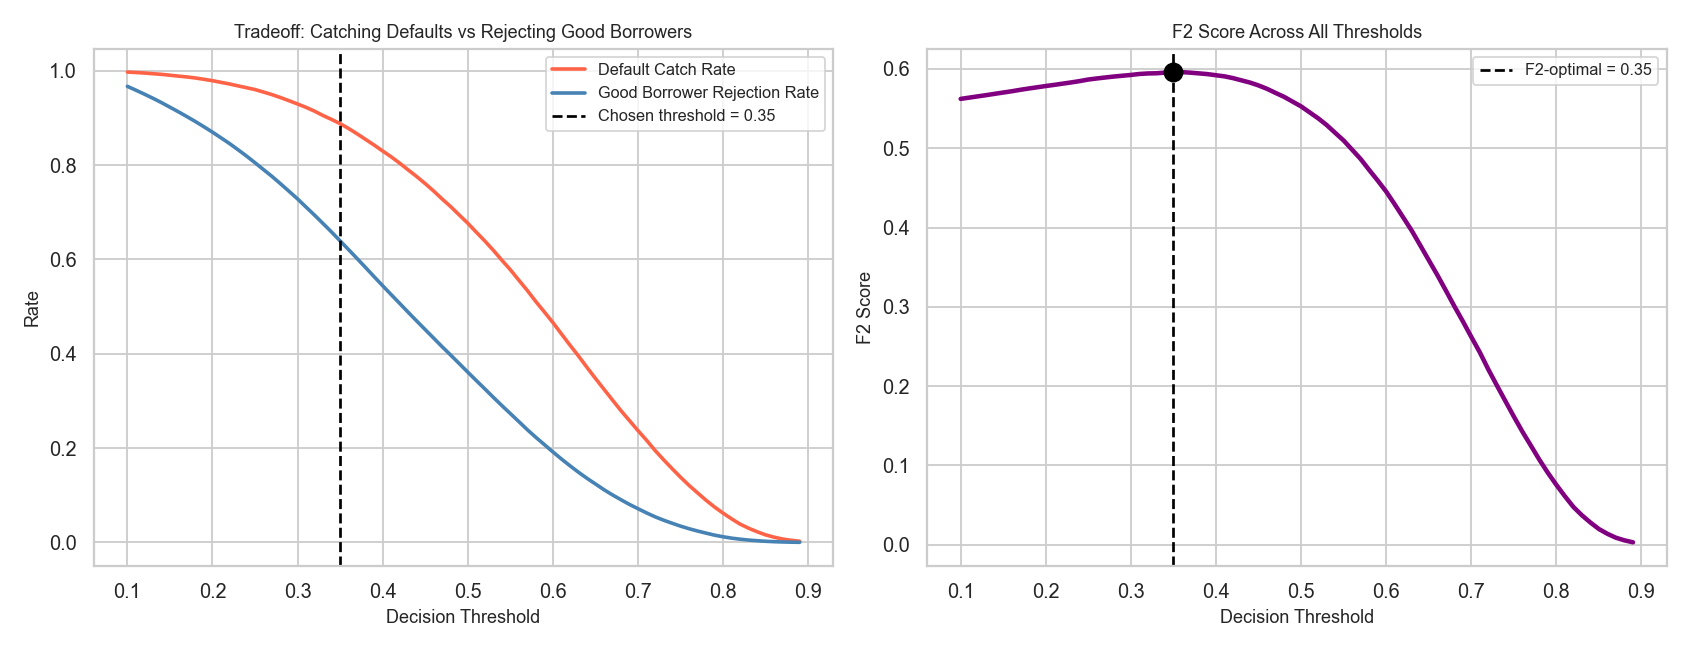 Tradeoff: Catching Defaults vs Rejecting Good Borrowers
Default Catch Rate
Good Borrower Rejection Rate
Chosen threshold = 0.35
Rate
1.0
0.8
0.6
0.4
0.2
0.0
0.1 0.2 0.3 0.4 0.5 0.6 0.7 0.8 0.9
Decision Threshold
F2 Score Across All Thresholds
F2-optimal = 0.35
F2 Score
0.6
0.5
0.4
0.3
0.2
0.1
0.0
0.1 0.2 0.3 0.4 0.5 0.6 0.7 0.8 0.9
Decision Threshold